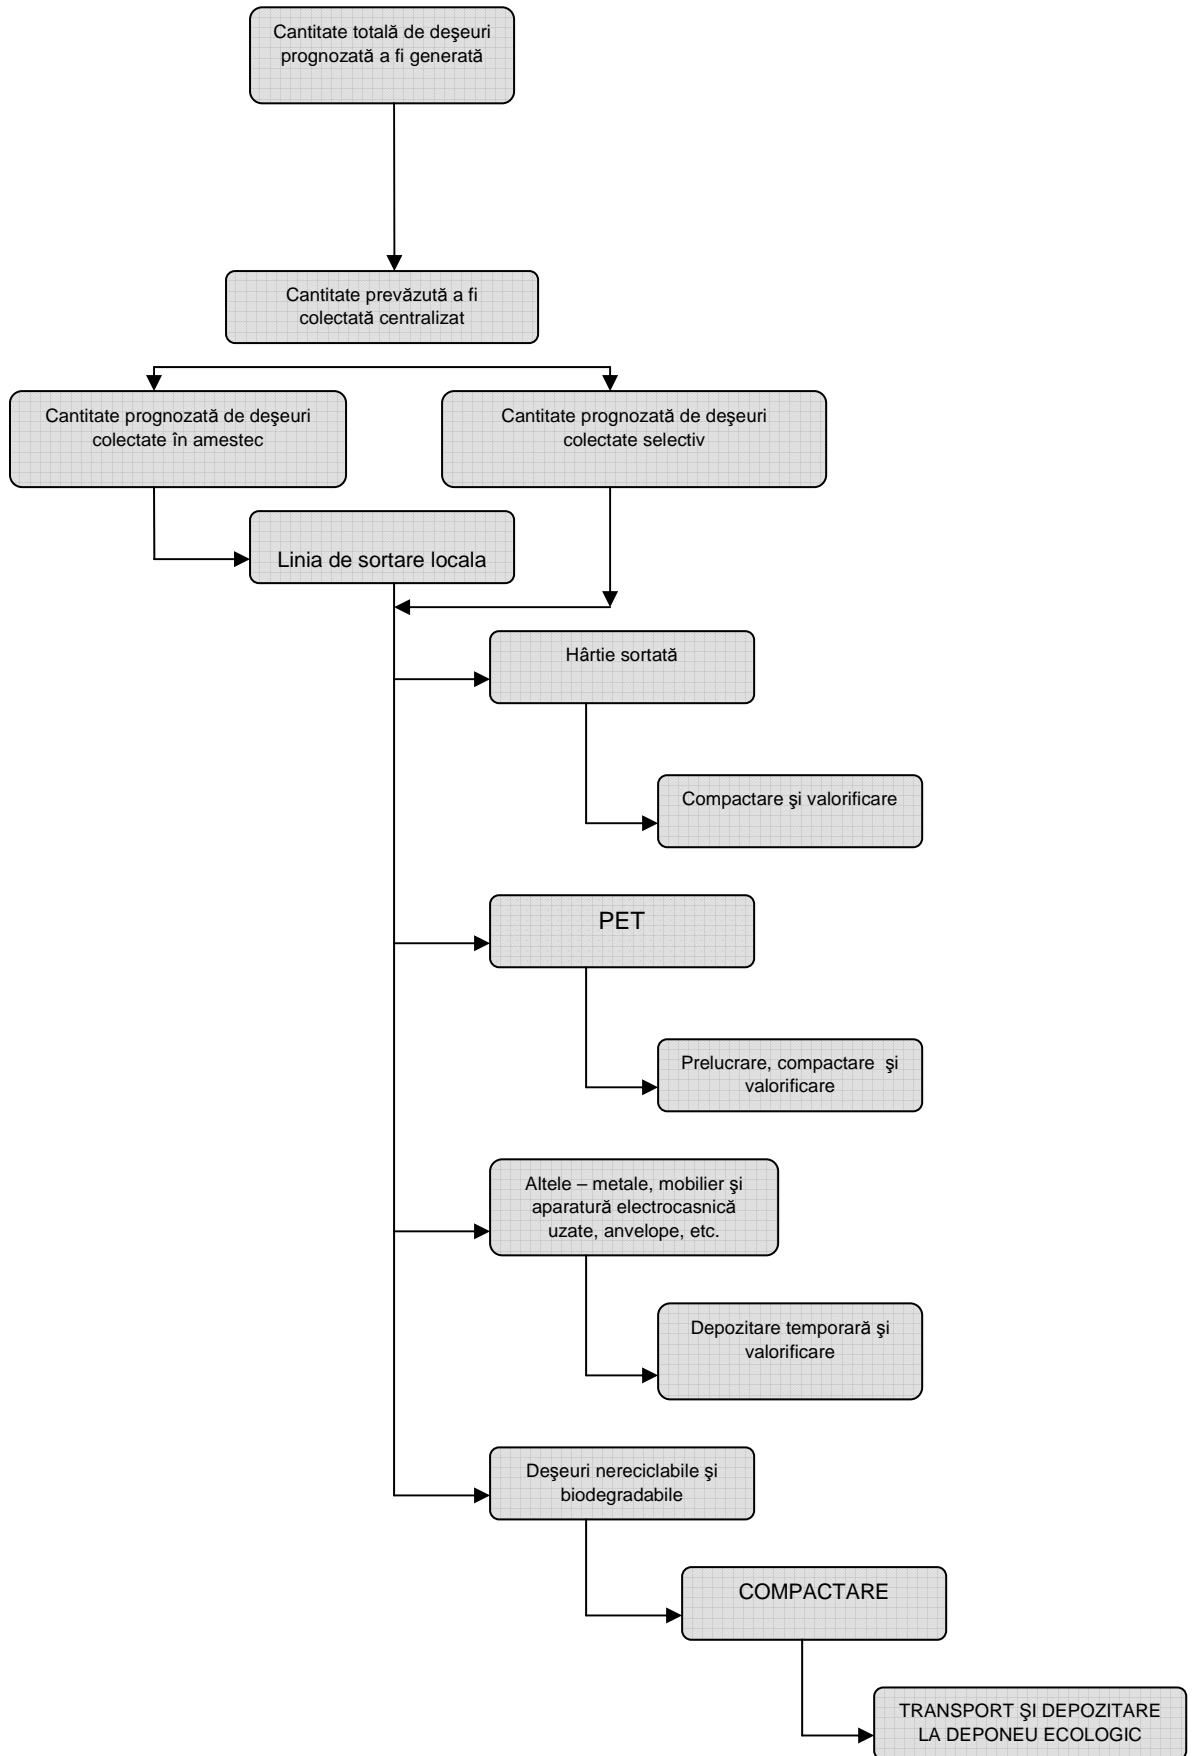 Cantitate totală de deşeuri
prognozată a fi generată
Cantitate prevăzută a fi
colectată centralizat
Cantitate prognozată de deşeuri
colectate în amestec
Cantitate prognozată de deşeuri
colectate selectiv
Linia de sortare locala
Hârtie sortată
Compactare şi valorificare
PET
Prelucrare, compactare şi
valorificare
Altele – metale, mobilier şi
aparatură electrocasnică
uzate, anvelope, etc.
Depozitare temporară şi
valorificare
Deşeuri nereciclabile şi
biodegradabile
COMPACTARE
TRANSPORT ŞI DEPOZITARE
LA DEPONEU ECOLOGIC